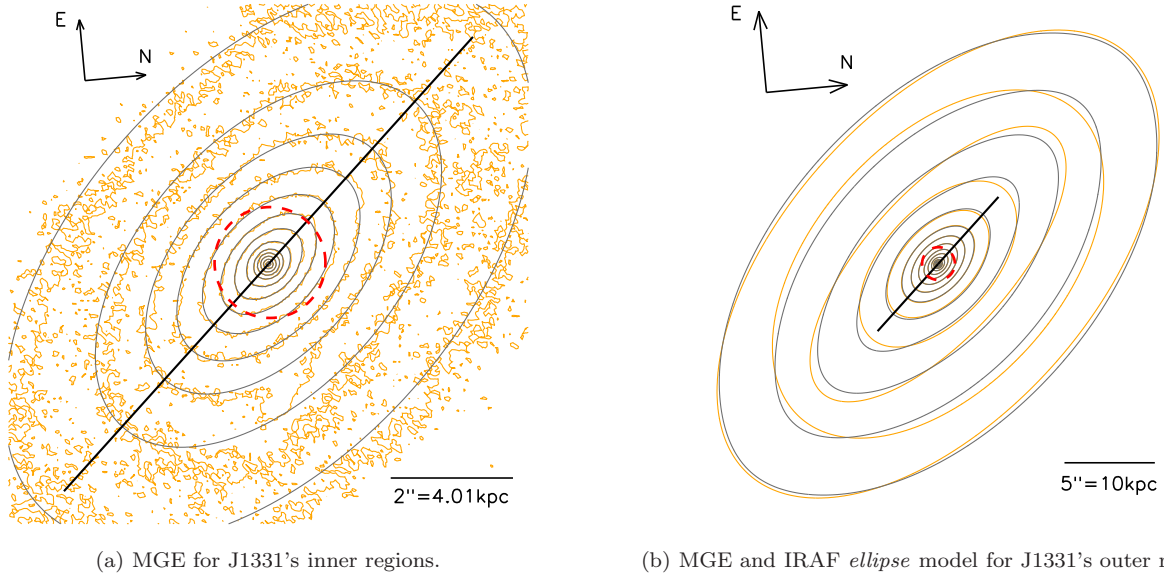 E
N
2"=4.01kpc
E
N
5"=10kpc
(a) MGE for J1331's inner regions.
(b) MGE and IRAF ellipse model for J1331's outer